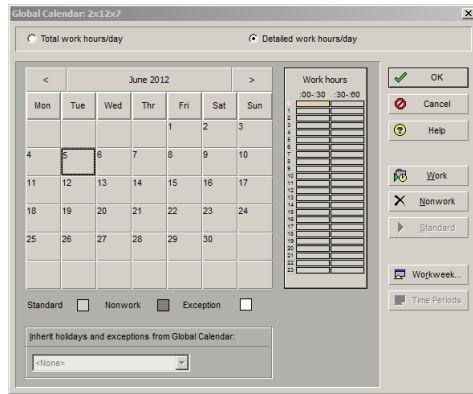 Global Calendar: 2x12x7
Total work hours/day
Detailed work hours/day
< June 2012 >
Mon Tue Wed Thr Fri Sat Sun
1 2 3
4 5 6 7 8 9 10
11 12 13 14 15 16 17
18 19 20 21 22 23 24
25 26 27 28 29 30
Standard Nonwork Exception
Inherit holidays and exceptions from Global Calendar:
<None>
Work hours
:00-:30 :30-:60
1
2
3
4
5
6
7
8
9
10
11
12
13
14
15
16
17
18
19
20
21
22
23
OK
Cancel
Help
Work
Nonwork
Standard
Workweek...
Time Periods